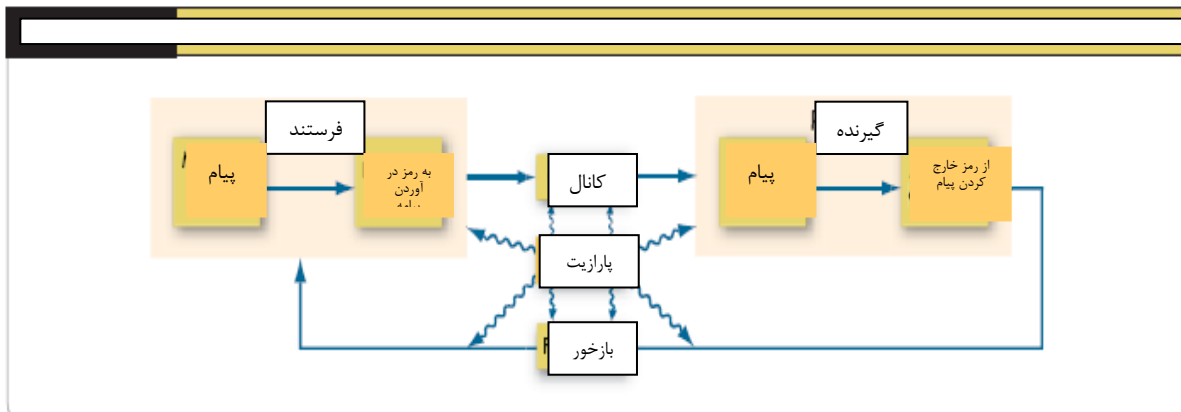 فرستند
گیرنده
پیام
به رمز در
آوردن
کانال
پیام
از رمز خارج
کردن پیام
پارازیت
بازخور